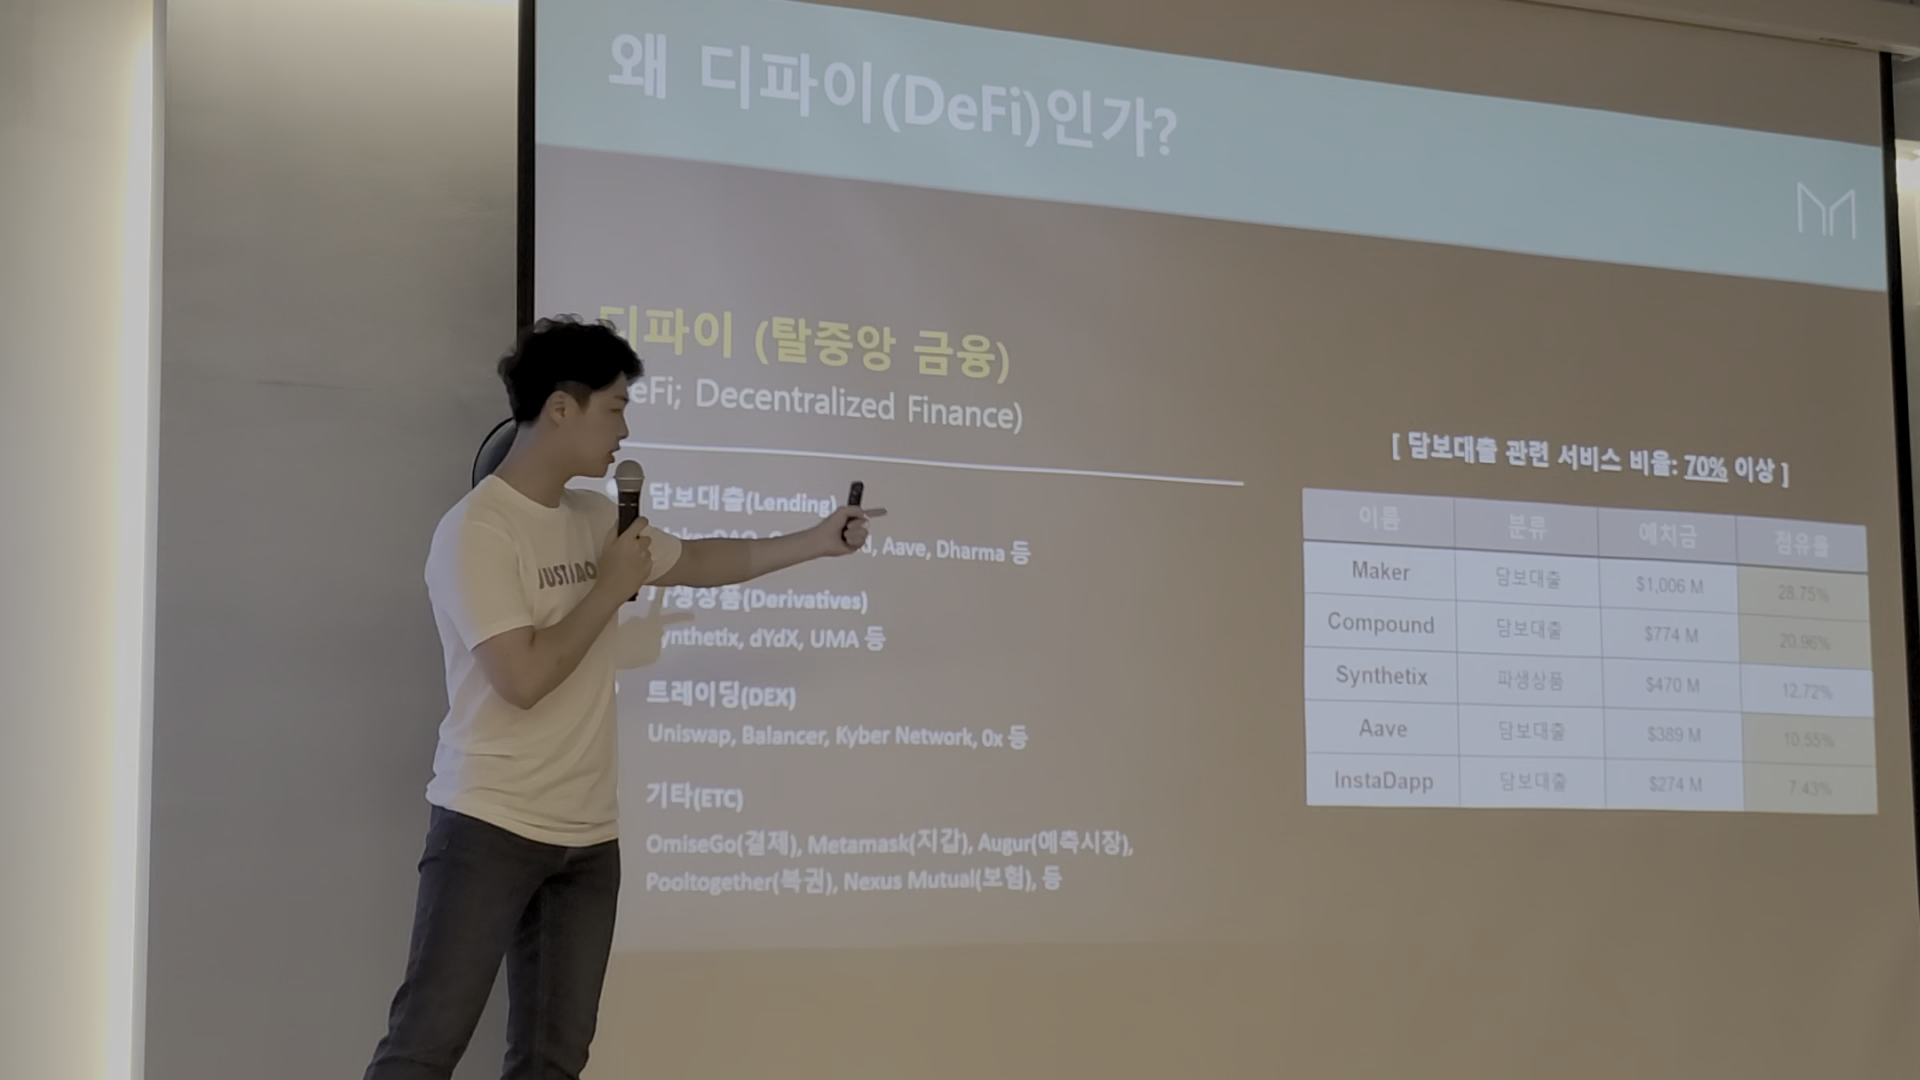 왜 디파이(DeFi)인가?
디파이 (탈중앙 금융)
eFi; Decentralized Finance)
담보대출(Lending)
Aave, Dharma 등
파생상품(Derivatives)
ynthetix, dYdX, UMA 등
트레이딩(DEX)
Uniswap, Balancer, Kyber Network, 0x 등
기타(ETC)
OmiseGo(결제), Metamask(지갑), Augur(예측시장),
Pooltogether(복권), Nexus Mutual(보험), 등
[ 담보대출 관련 서비스 비율: 70% 이상 ]
이름 분류 예치금 점유율
Maker 담보대출 $1,006 M 28.75%
Compound 담보대출 $774 M 20.96%
Synthetix 파생상품 $470 M 12.72%
Aave 담보대출 $389 M 10.55%
InstaDapp 담보대출 $274 M 7.43%